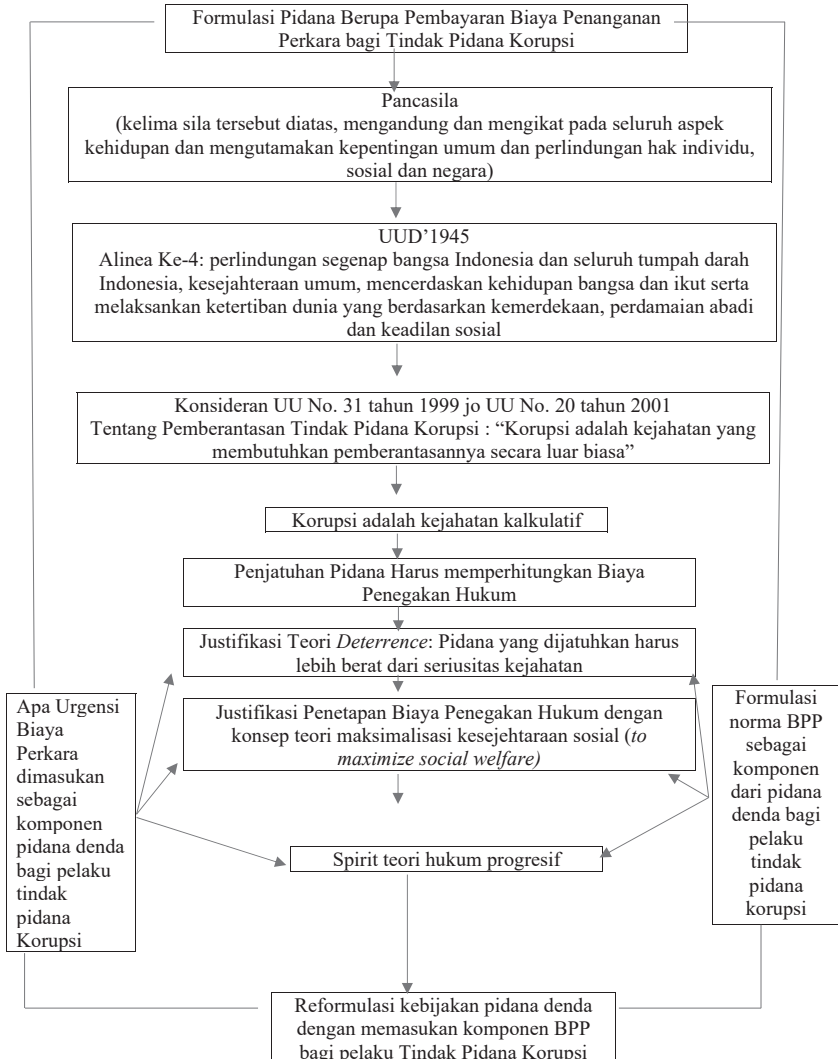 Formulasi Pidana Berupa Pembayaran Biaya Penanganan
Perkara bagi Tindak Pidana Korupsi
Pancasila
(kelima sila tersebut diatas, mengandung dan mengikat pada seluruh aspek
kehidupan dan mengutamakan kepentingan umum dan perlindungan hak individu,
sosial dan negara)
UUD’1945
Alinea Ke-4: perlindungan segenap bangsa Indonesia dan seluruh tumpah darah
Indonesia, kesejahteraan umum, mencerdaskan kehidupan bangsa dan ikut serta
melaksankan ketertiban dunia yang berdasarkan kemerdekaan, perdamaian abadi
dan keadilan sosial
Konsideran UU No. 31 tahun 1999 jo UU No. 20 tahun 2001
Tentang Pemberantasan Tindak Pidana Korupsi : “Korupsi adalah kejahatan yang
membutuhkan pemberantasannya secara luar biasa”
Korupsi adalah kejahatan kalkulatif
Penjatuhan Pidana Harus memperhitungkan Biaya
Penegakan Hukum
Justifikasi Teori Deterrence: Pidana yang dijatuhkan harus
lebih berat dari seriusitas kejahatan
Justifikasi Penetapan Biaya Penegakan Hukum dengan
konsep teori maksimalisasi kesejehtaraan sosial (to
maximize social welfare)
Spirit teori hukum progresif
Apa Urgensi
Biaya
Perkara
dimasukan
sebagai
komponen
pidana denda
bagi pelaku
tindak
pidana
Korupsi
Formulasi
norma BPP
sebagai
komponen
dari pidana
denda bagi
pelaku
tindak
pidana
korupsi
Reformulasi kebijakan pidana denda
dengan memasukan komponen BPP
bagi pelaku Tindak Pidana Korupsi